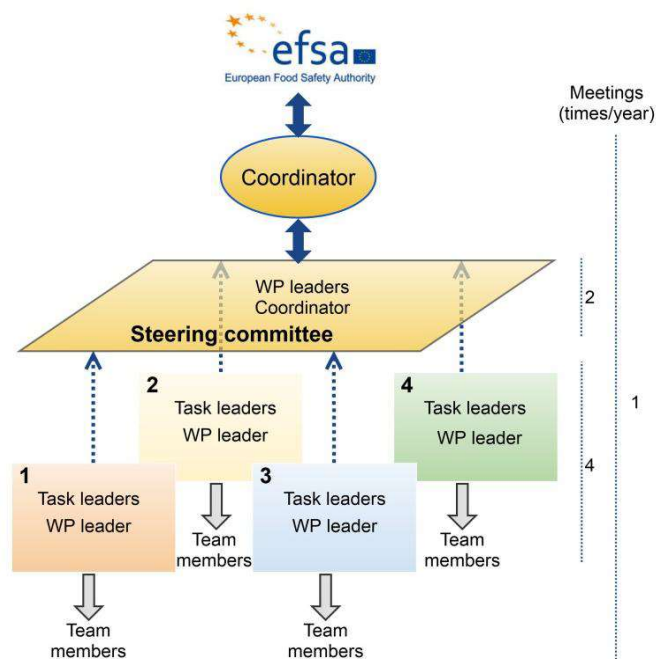 efsa
European Food Safety Authority
Meetings
(times/year)
Coordinator
WP leaders
Coordinator
Steering committee
2
2
Task leaders
WP leader
4
Task leaders
WP leader
1
4
1
Task leaders
WP leader
3
Task leaders
WP leader
Team
members
Team
members
Team
members
Team
members